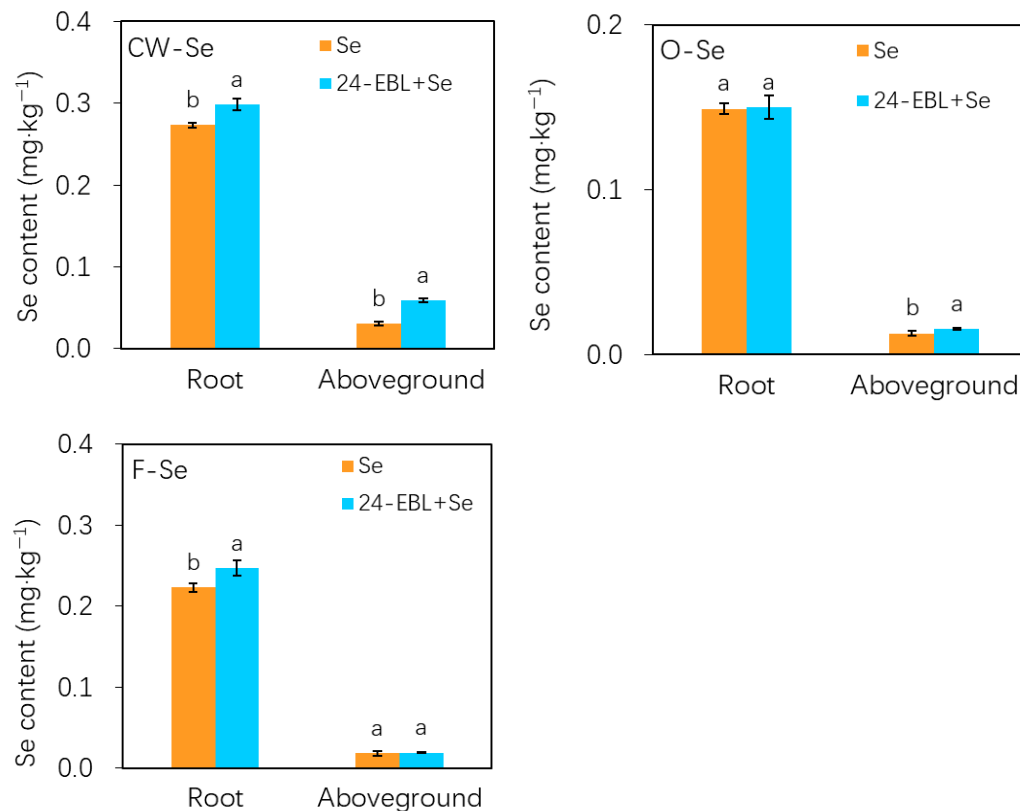 CW-Se
Se
24-EBL+Se
Se content (mg·kg⁻¹)
0.4
0.3
0.2
0.1
0.0
b
a
b
a
Root
Aboveground
O-Se
Se
24-EBL+Se
Se content (mg·kg⁻¹)
0.2
0.1
0.0
a
a
b
a
Root
Aboveground
F-Se
Se
24-EBL+Se
Se content (mg·kg⁻¹)
0.4
0.3
0.2
0.1
0.0
b
a
a
a
Root
Aboveground